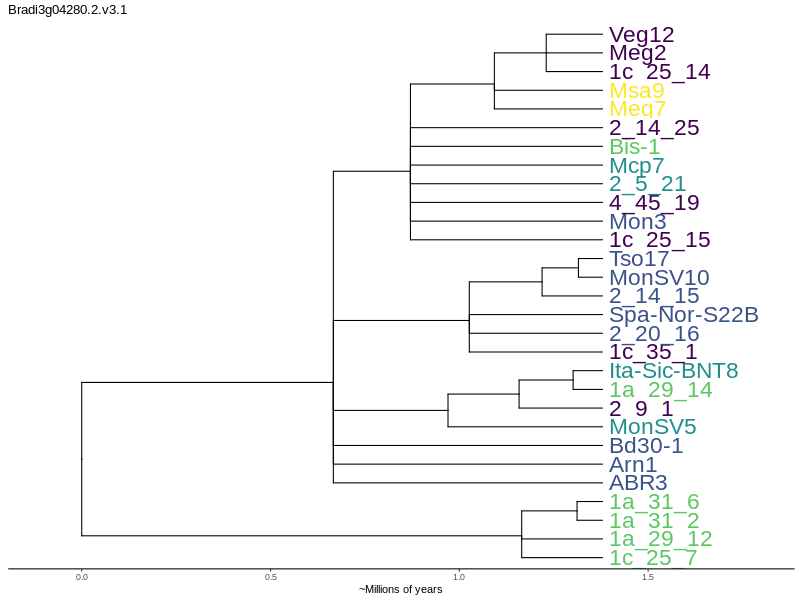 Bradi3g04280.2.v3.1
Veg12
Meg2
1c_25_14
Msa9
Meg7
2_14_25
Bis-1
Mcp7
2_5_21
4_45_19
Mon3
1c_25_15
Tso17
MonSV10
2_14_15
Spa-Nor-S22B
2_20_16
1c_35_1
Ita-Sic-BNT8
1a_29_14
2_9_1
MonSV5
Bd30-1
Arn1
ABR3
1a_31_6
1a_31_2
1a_29_12
1c_25_7
0.0 0.5 1.0 1.5
~Millions of years